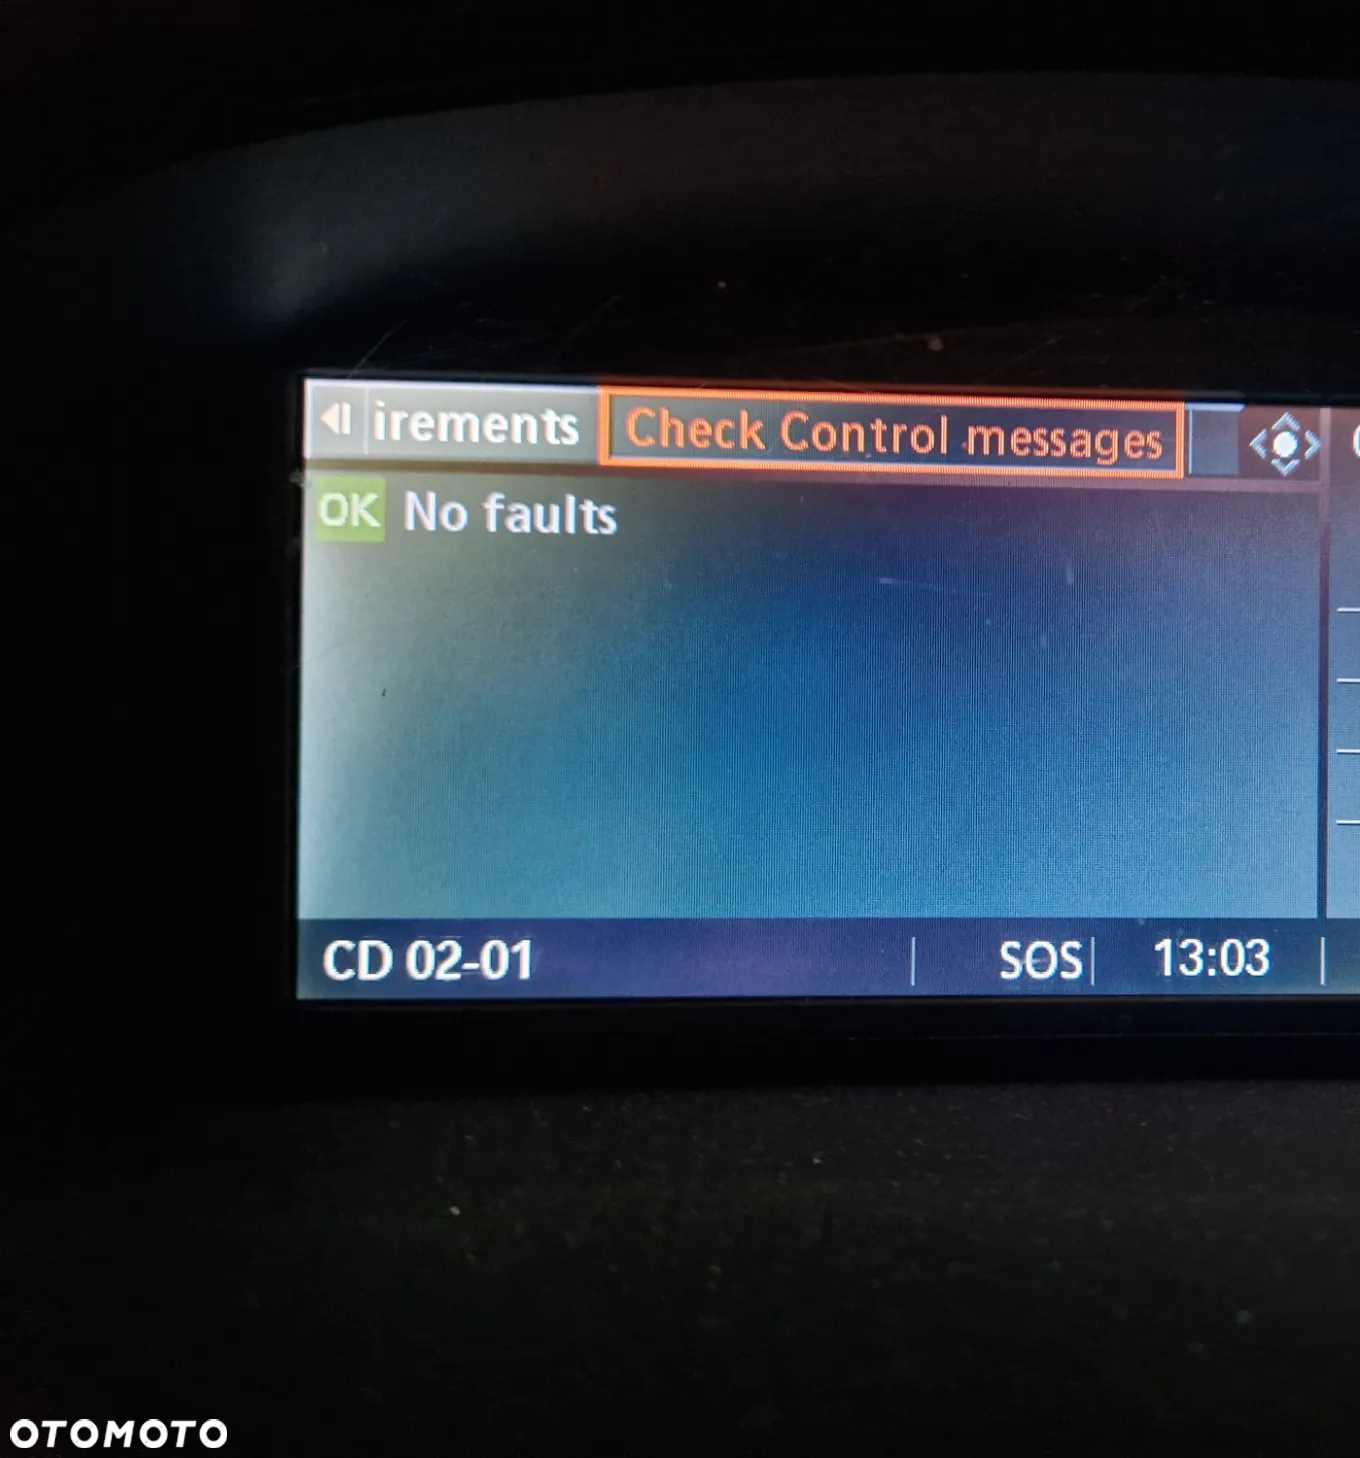 irements Check Control messages
OK No faults
CD 02-01 SOS 13:03
OTOMOTO